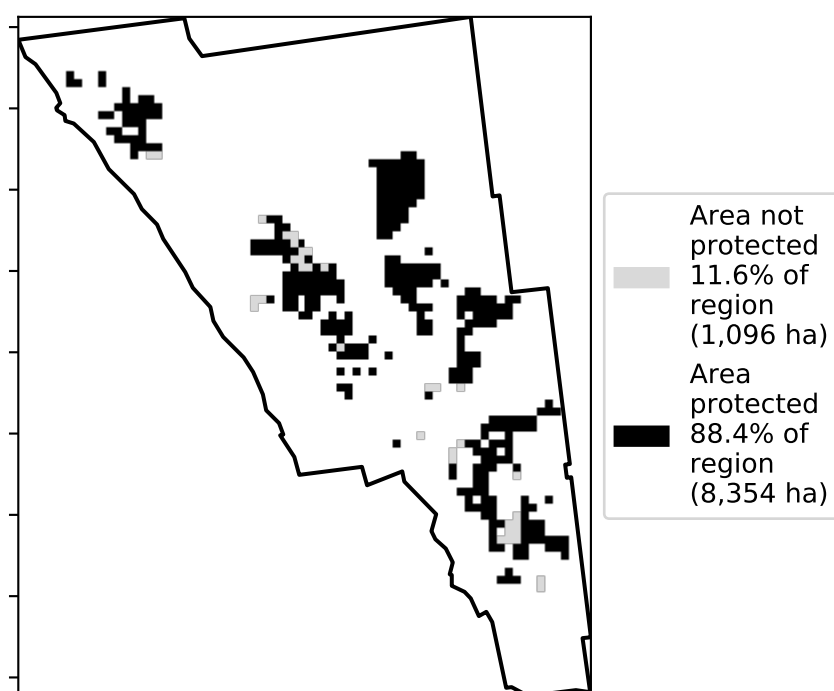 Area not
protected
11.6% of
region
(1,096 ha)
Area
protected
88.4% of
region
(8,354 ha)